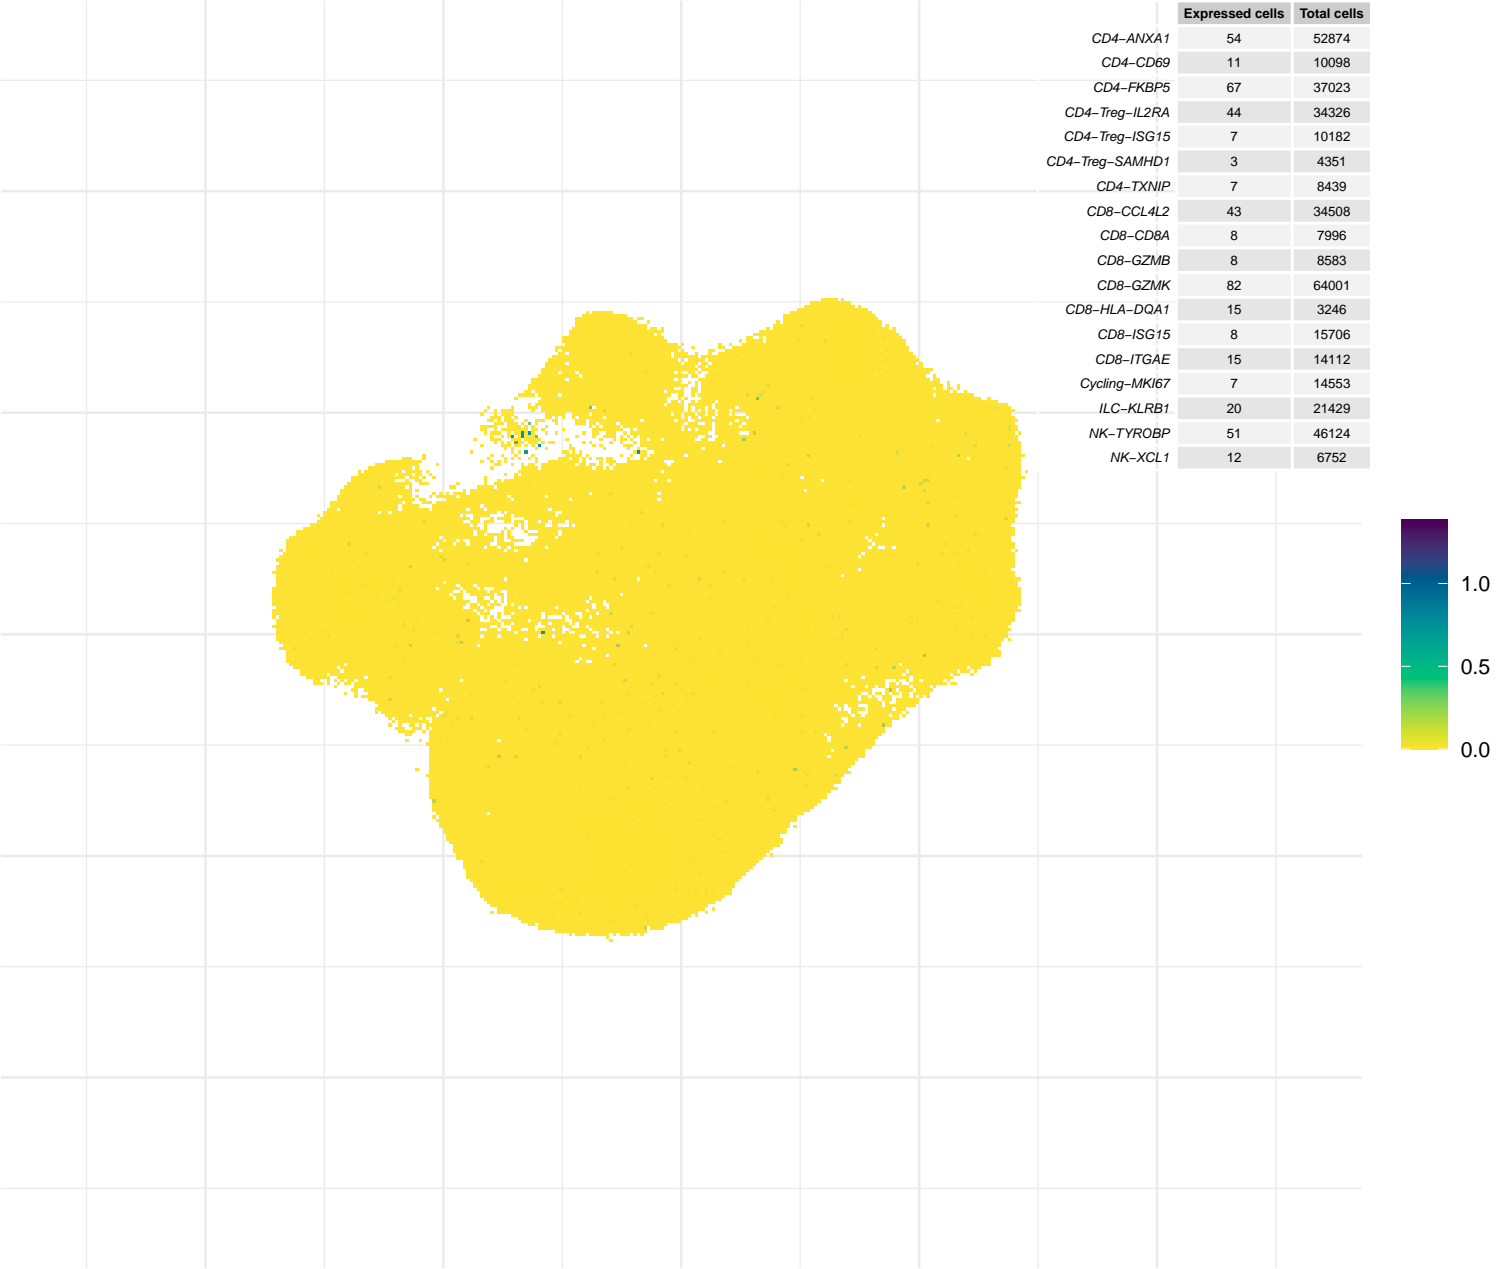 Expressed cells Total cells
CD4−ANXA1 54 52874
CD4−CD69 11 10098
CD4−FKBP5 67 37023
CD4−Treg−IL2RA 44 34326
CD4−Treg−ISG15 7 10182
CD4−Treg−SAMHD1 3 4351
CD4−TXNIP 7 8439
CD8−CCL4L2 43 34508
CD8−CD8A 8 7996
CD8−GZMB 8 8583
CD8−GZMK 82 64001
CD8−HLA−DQA1 15 3246
CD8−ISG15 8 15706
CD8−ITGAE 15 14112
Cycling−MKI67 7 14553
ILC−KLRB1 20 21429
NK−TYROBP 51 46124
NK−XCL1 12 6752
1.0
0.5
0.0